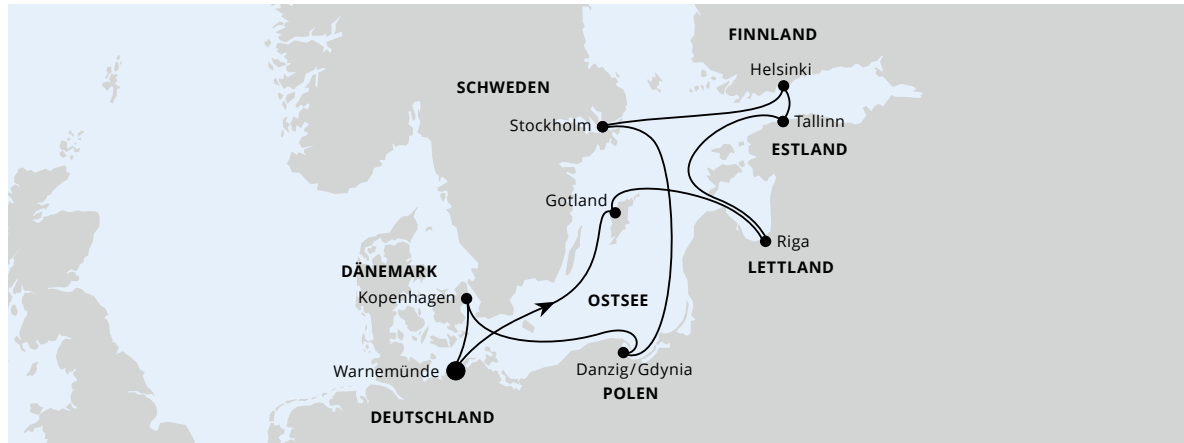 FINNLAND
Helsinki
SCHWEDEN
Stockholm
Tallinn
ESTLAND
Gotland
Riga
LETTLAND
DÄNEMARK
Kopenhagen
OSTSEE
Warnemünde
Danzig/Gdynia
POLEN
DEUTSCHLAND